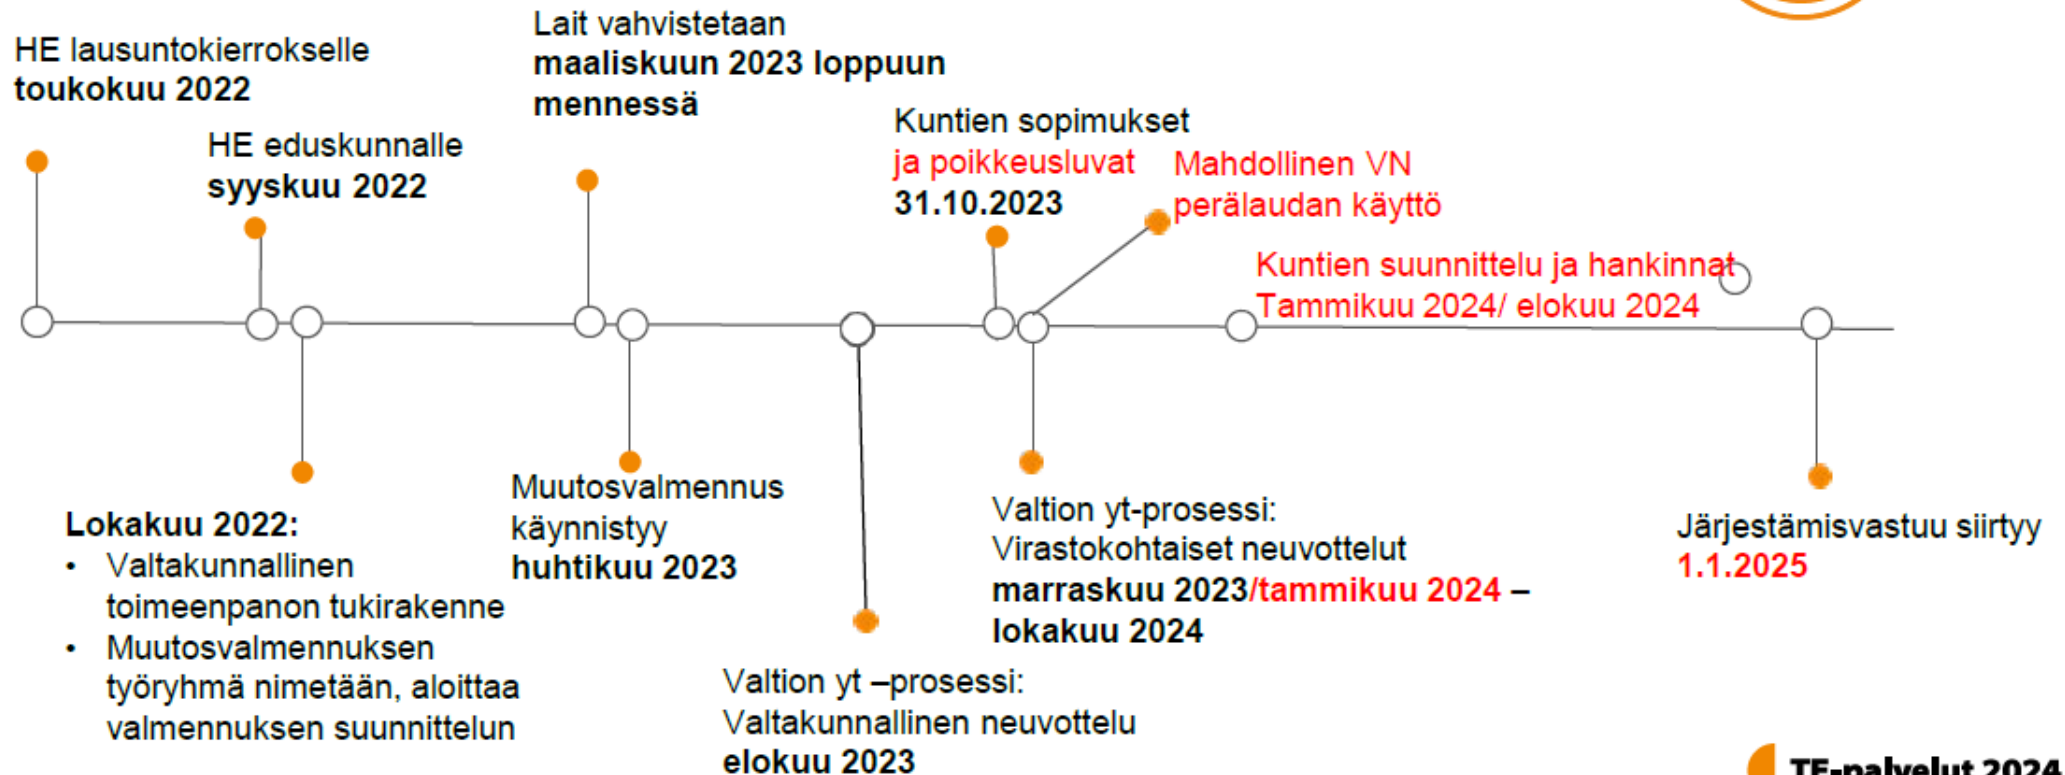 HE lausuntokierrokselle
toukokuu 2022
HE eduskunnalle
syyskuu 2022
Lait vahvistetaan
maaliskuun 2023 loppuun
mennessä
Kuntien sopimukset
ja poikkeusluvat
31.10.2023
Mahdollinen VN
perälaudan käyttö
Kuntien suunnittelu ja hankinnat
Tammikuu 2024/ elokuu 2024
Lokakuu 2022:
• Valtakunnallinen
toimeenpanon tukirakenne
• Muutosvalmennuksen
työryhmä nimetään, aloittaa
valmennuksen suunnittelun
Muutosvalmennus
käynnistyy
huhtikuu 2023
Valtion yt –prosessi:
Valtakunnallinen neuvottelu
elokuu 2023
Valtion yt-prosessi:
Virastokohtaiset neuvottelut
marraskuu 2023/tammikuu 2024 –
lokakuu 2024
Järjestämisvastuu siirtyy
1.1.2025
TE-palvelut 2024